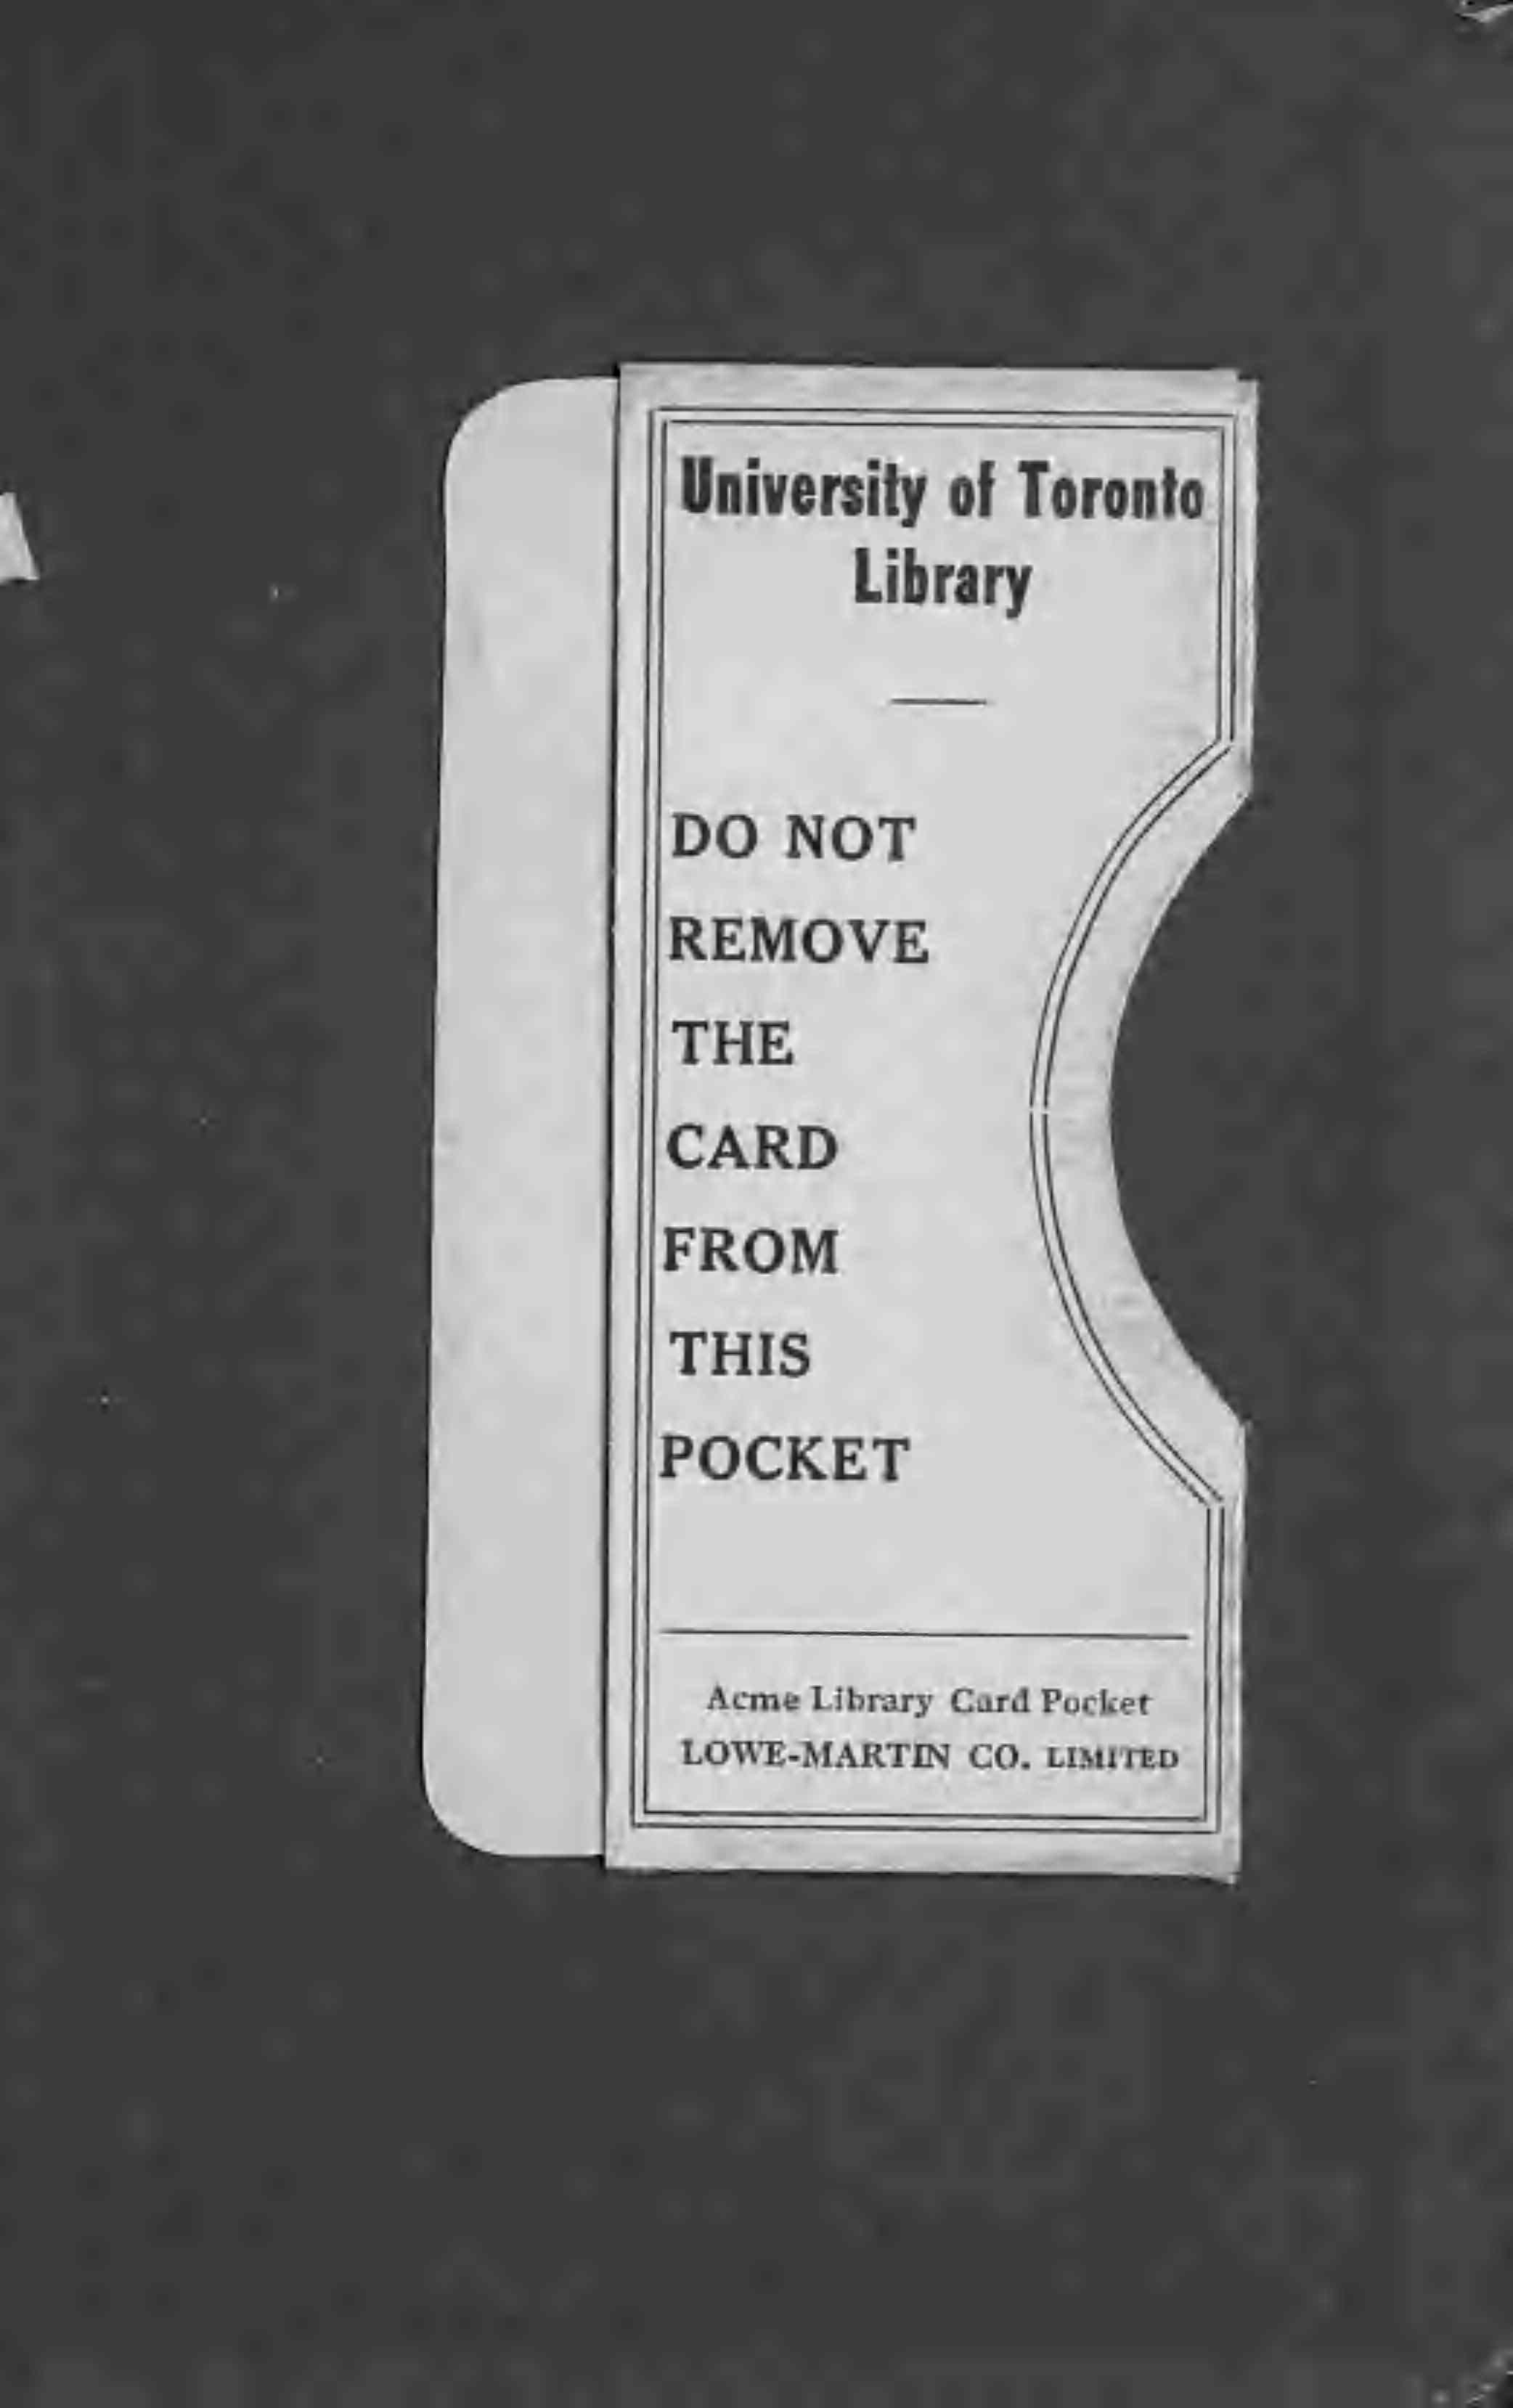 University of Toronto
Library
DO NOT
REMOVE
THE
CARD
FROM
THIS
POCKET
Acme Library Card Pocket
LOWE-MARTIN CO. LIMITED